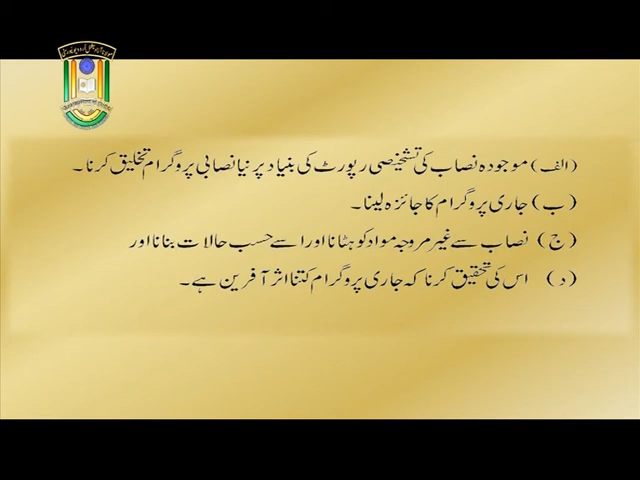 (الف) موجودہ نصاب کی تشخیصی رپورٹ کی بنیاد پر نیا نصابی پروگرام تخلیق کرنا۔
(ب) جاری پروگرام کا جائزہ لینا۔
(ج) نصاب سے غیر مروجہ مواد کو ہٹانا اور اسے حسب حالات بنانا اور
(د) اس کی تحقیق کرنا کہ جاری پروگرام کتنا اثر آفرین ہے۔